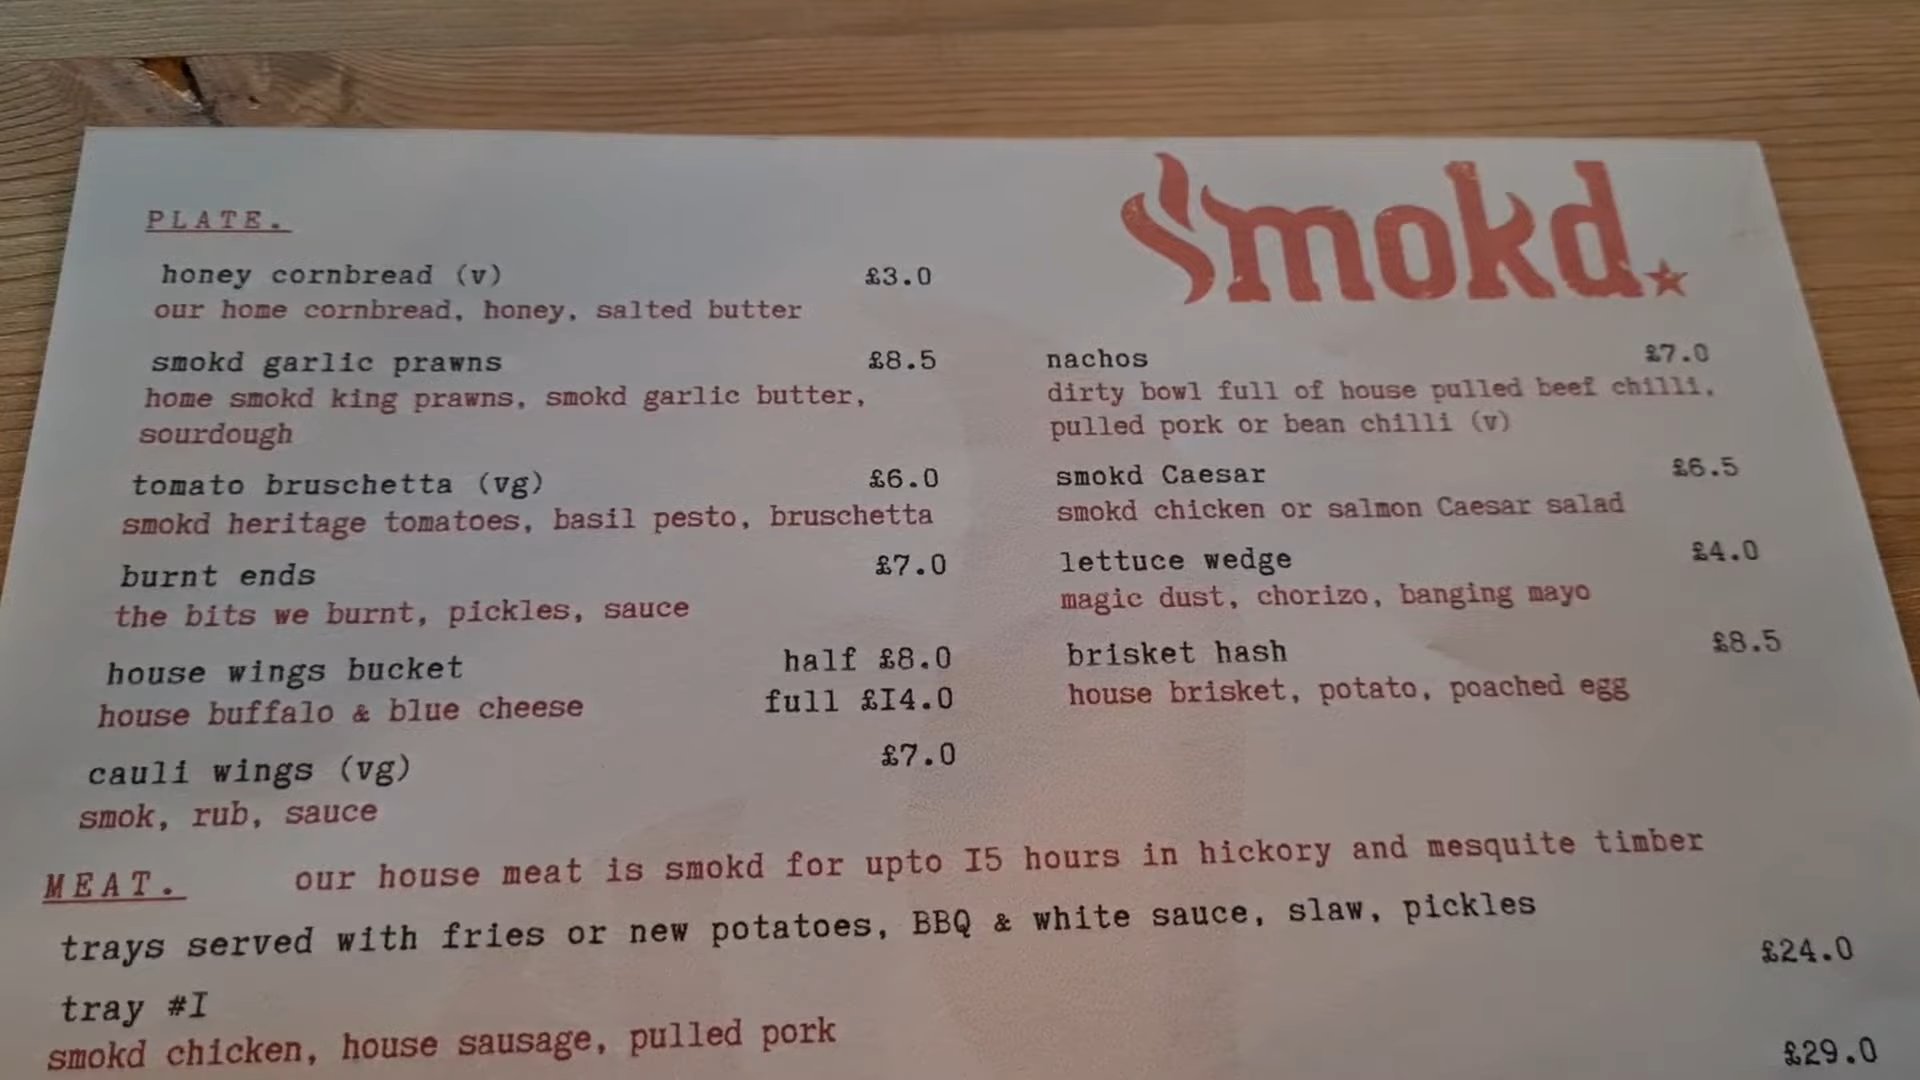 Smokd.
PLATE.
honey cornbread (v) £3.0
our home cornbread, honey, salted butter
smokd garlic prawns £8.5
home smokd king prawns, smokd garlic butter,
sourdough
tomato bruschetta (vg) £6.0
smokd heritage tomatoes, basil pesto, bruschetta
burnt ends £7.0
the bits we burnt, pickles, sauce
house wings bucket half £8.0
house buffalo & blue cheese full £I4.0
cauli wings (vg) £7.0
smok, rub, sauce
nachos £7.0
dirty bowl full of house pulled beef chilli,
pulled pork or bean chilli (v)
smokd Caesar £6.5
smokd chicken or salmon Caesar salad
lettuce wedge £4.0
magic dust, chorizo, banging mayo
brisket hash £8.5
house brisket, potato, poached egg
MEAT. our house meat is smokd for upto I5 hours in hickory and mesquite timber
trays served with fries or new potatoes, BBQ & white sauce, slaw, pickles
tray #I £24.0
smokd chicken, house sausage, pulled pork
£29.0